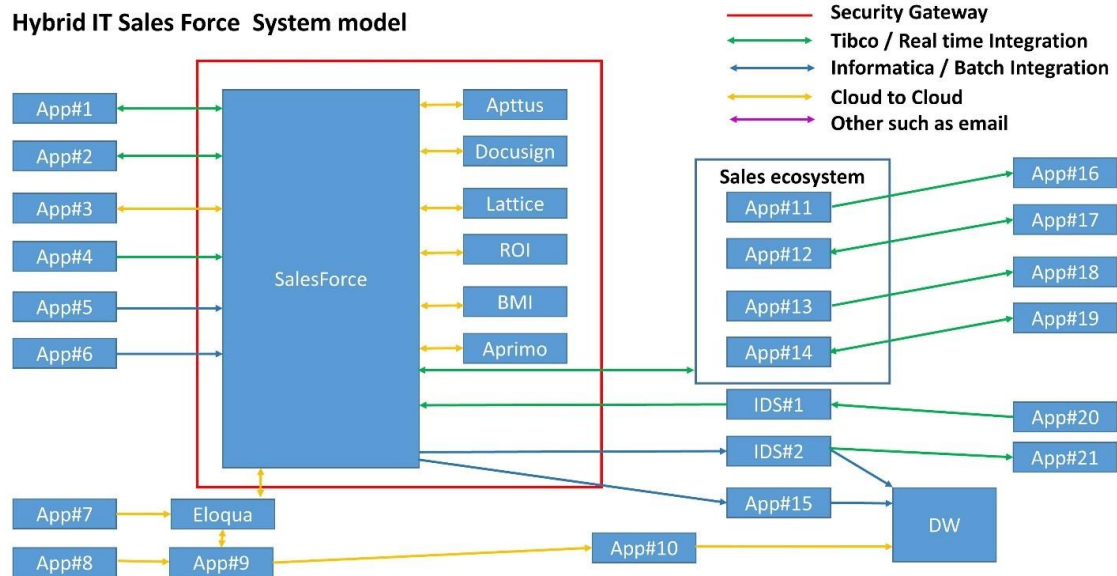 Hybrid IT Sales Force System model
Security Gateway
Tibco / Real time Integration
Informatica / Batch Integration
Cloud to Cloud
Other such as email
App#1
App#2
App#3
App#4
App#5
App#6
SalesForce
Apttus
Docusign
Lattice
ROI
BMI
Aprimo
Sales ecosystem
App#11
App#12
App#13
App#14
App#16
App#17
App#18
App#19
IDS#1
App#20
IDS#2
App#21
App#15
DW
App#7
Eloqua
App#8
App#9
App#10